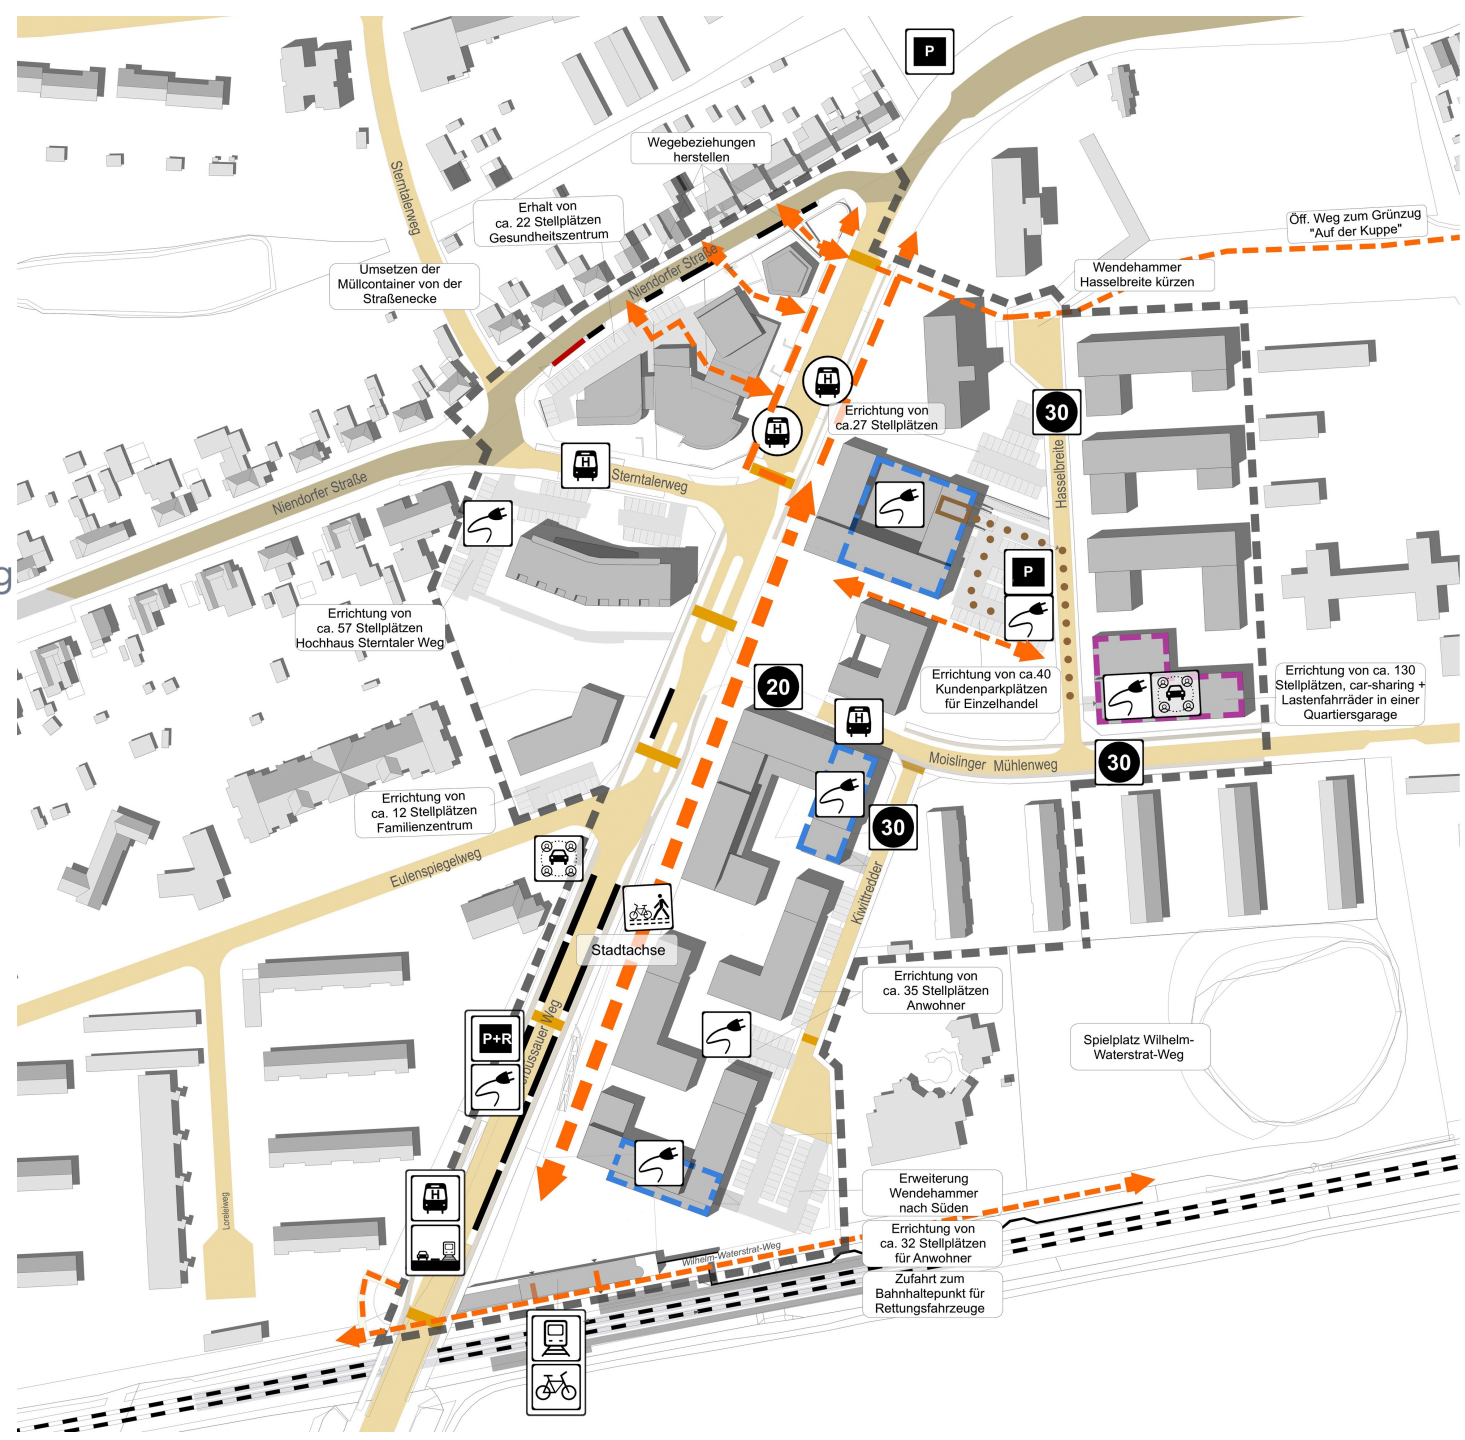 P
Wegebeziehungen
herstellen
Sterntalerweg
Erhalt von
ca. 22 Stellplätzen
Gesundheitszentrum
Öff. Weg zum Grünzug
"Auf der Kuppe"
Umsetzen der
Müllcontainer von der
Straßenecke
Niendorfer Straße
Wendehammer
Hasselbreite kürzen
H
30
Errichtung von
ca.27 Stellplätzen
H
Hasselbreite
H
Sterntalerweg
Niendorfer Straße
g
P
Errichtung von
ca. 57 Stellplätzen
Hochhaus Sterntaler Weg
Errichtung von ca.40
Kundenparkplätzen
für Einzelhandel
Errichtung von ca. 130
Stellplätzen, car-sharing +
Lastenfahrräder in einer
Quartiersgarage
20
H
Moislinger Mühlenweg
30
Errichtung von
ca. 12 Stellplätzen
Familienzentrum
30
Eulenspiegelweg
Kiwittredder
Stadtachse
Errichtung von
ca. 35 Stellplätzen
Anwohner
P+R
bussauer Weg
Spielplatz Wilhelm-
Waterstrat-Weg
H
Loreleiweg
Erweiterung
Wendehammer
nach Süden
Errichtung von
ca. 32 Stellplätzen
für Anwohner
Wilhelm-Waterstrat-Weg
Zufahrt zum
Bahnhaltepunkt für
Rettungsfahrzeuge